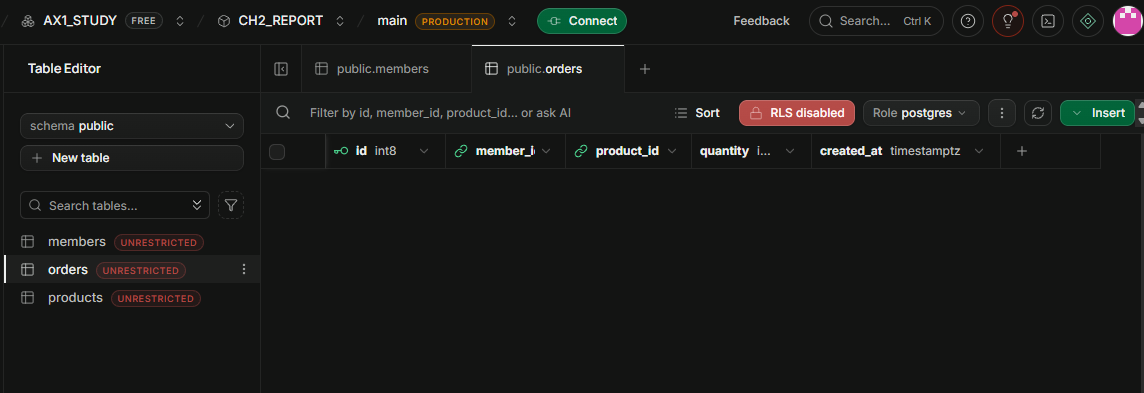 AX1_STUDY FREE CH2_REPORT main PRODUCTION Connect Feedback Search... Ctrl K
Table Editor
public.members public.orders
Filter by id, member_id, product_id... or ask AI Sort RLS disabled Role postgres Insert
schema public
New table
id int8 member_i product_id quantity i... created_at timestamptz
Search tables...
members UNRESTRICTED
orders UNRESTRICTED
products UNRESTRICTED